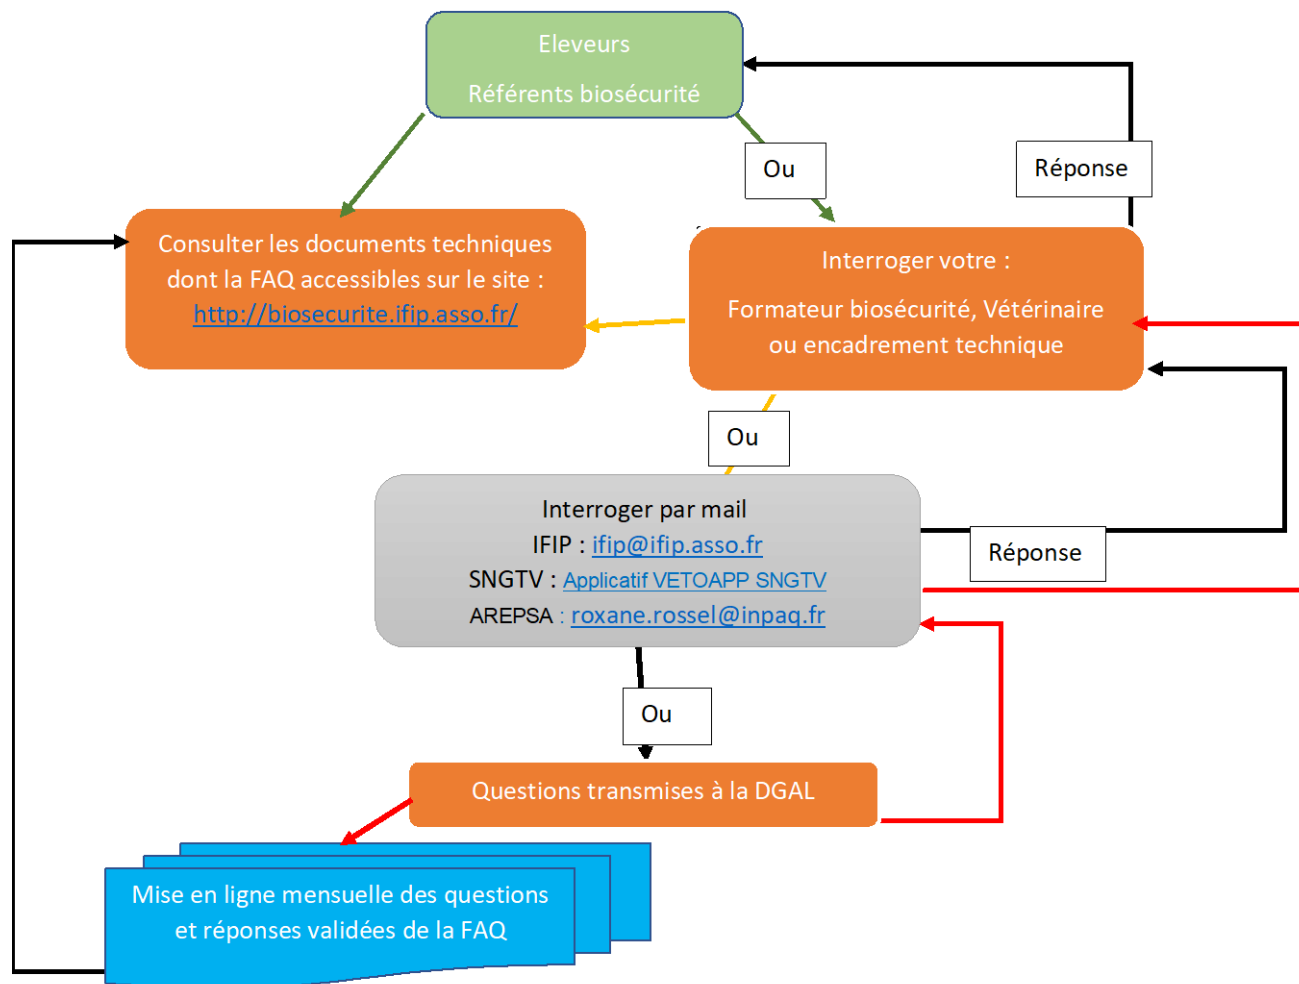 Eleveurs
Référents biosécurité
Ou
Réponse
Consulter les documents techniques
dont la FAQ accessibles sur le site :
http://biosecurite.ifip.asso.fr/
Interroger votre :
Formateur biosécurité, Vétérinaire
ou encadrement technique
Ou
Interroger par mail
IFIP : ifip@ifip.asso.fr
SNGTV : Applicatif VETOAPP SNGTV
AREPSA : roxane.rossel@inpaq.fr
Réponse
Ou
Questions transmises à la DGAL
Mise en ligne mensuelle des questions
et réponses validées de la FAQ